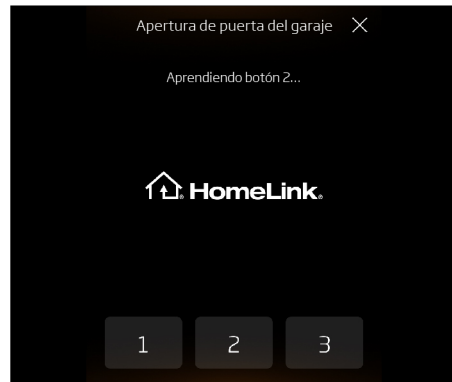 Apertura de puerta del garaje
Aprendiendo botón 2...
HomeLink®
1 2 3